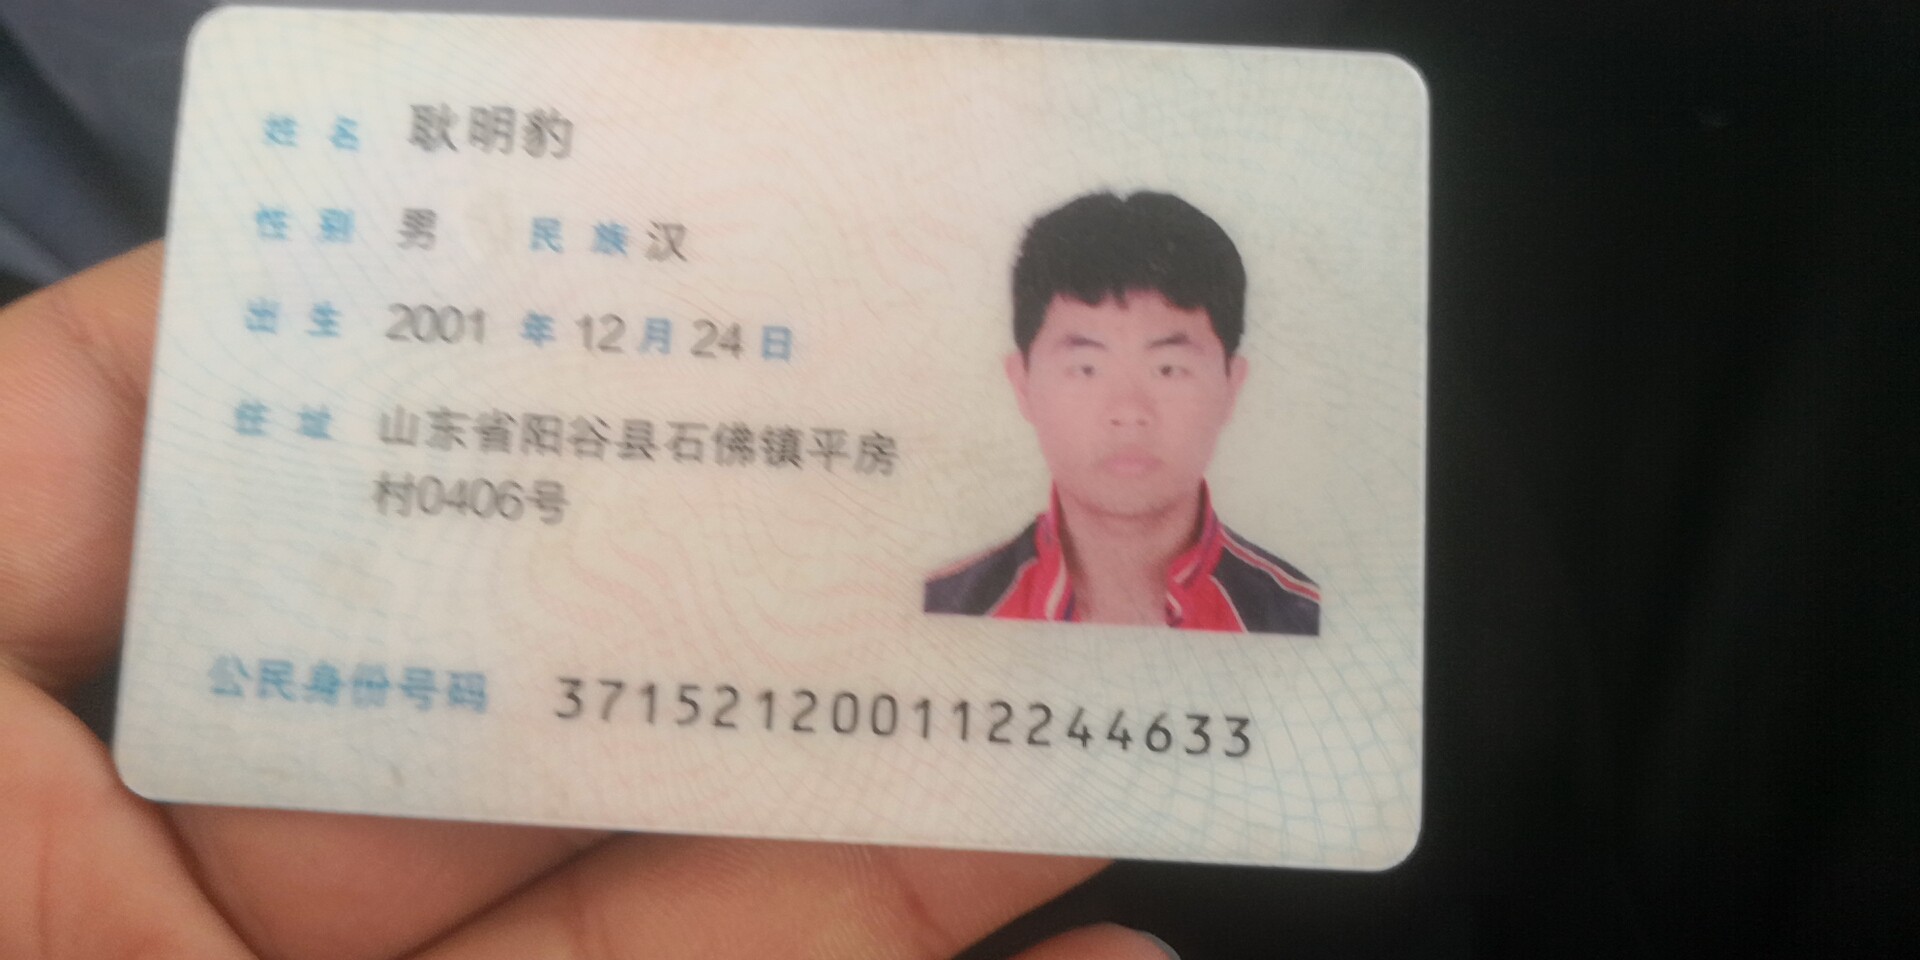 姓名 耿明豹
性别 男 民族 汉
出生 2001 年 12 月 24 日
住址 山东省阳谷县石佛镇平房
村0406号
公民身份号码 371521200112244633